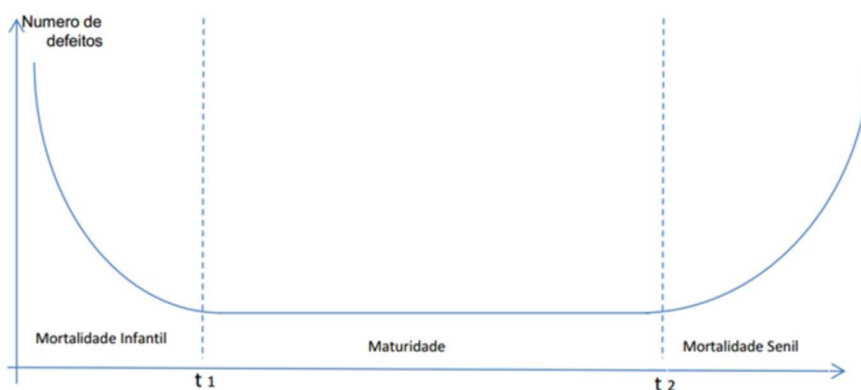 Numero de
defeitos
Mortalidade Infantil
Maturidade
Mortalidade Senil
t 1
t 2